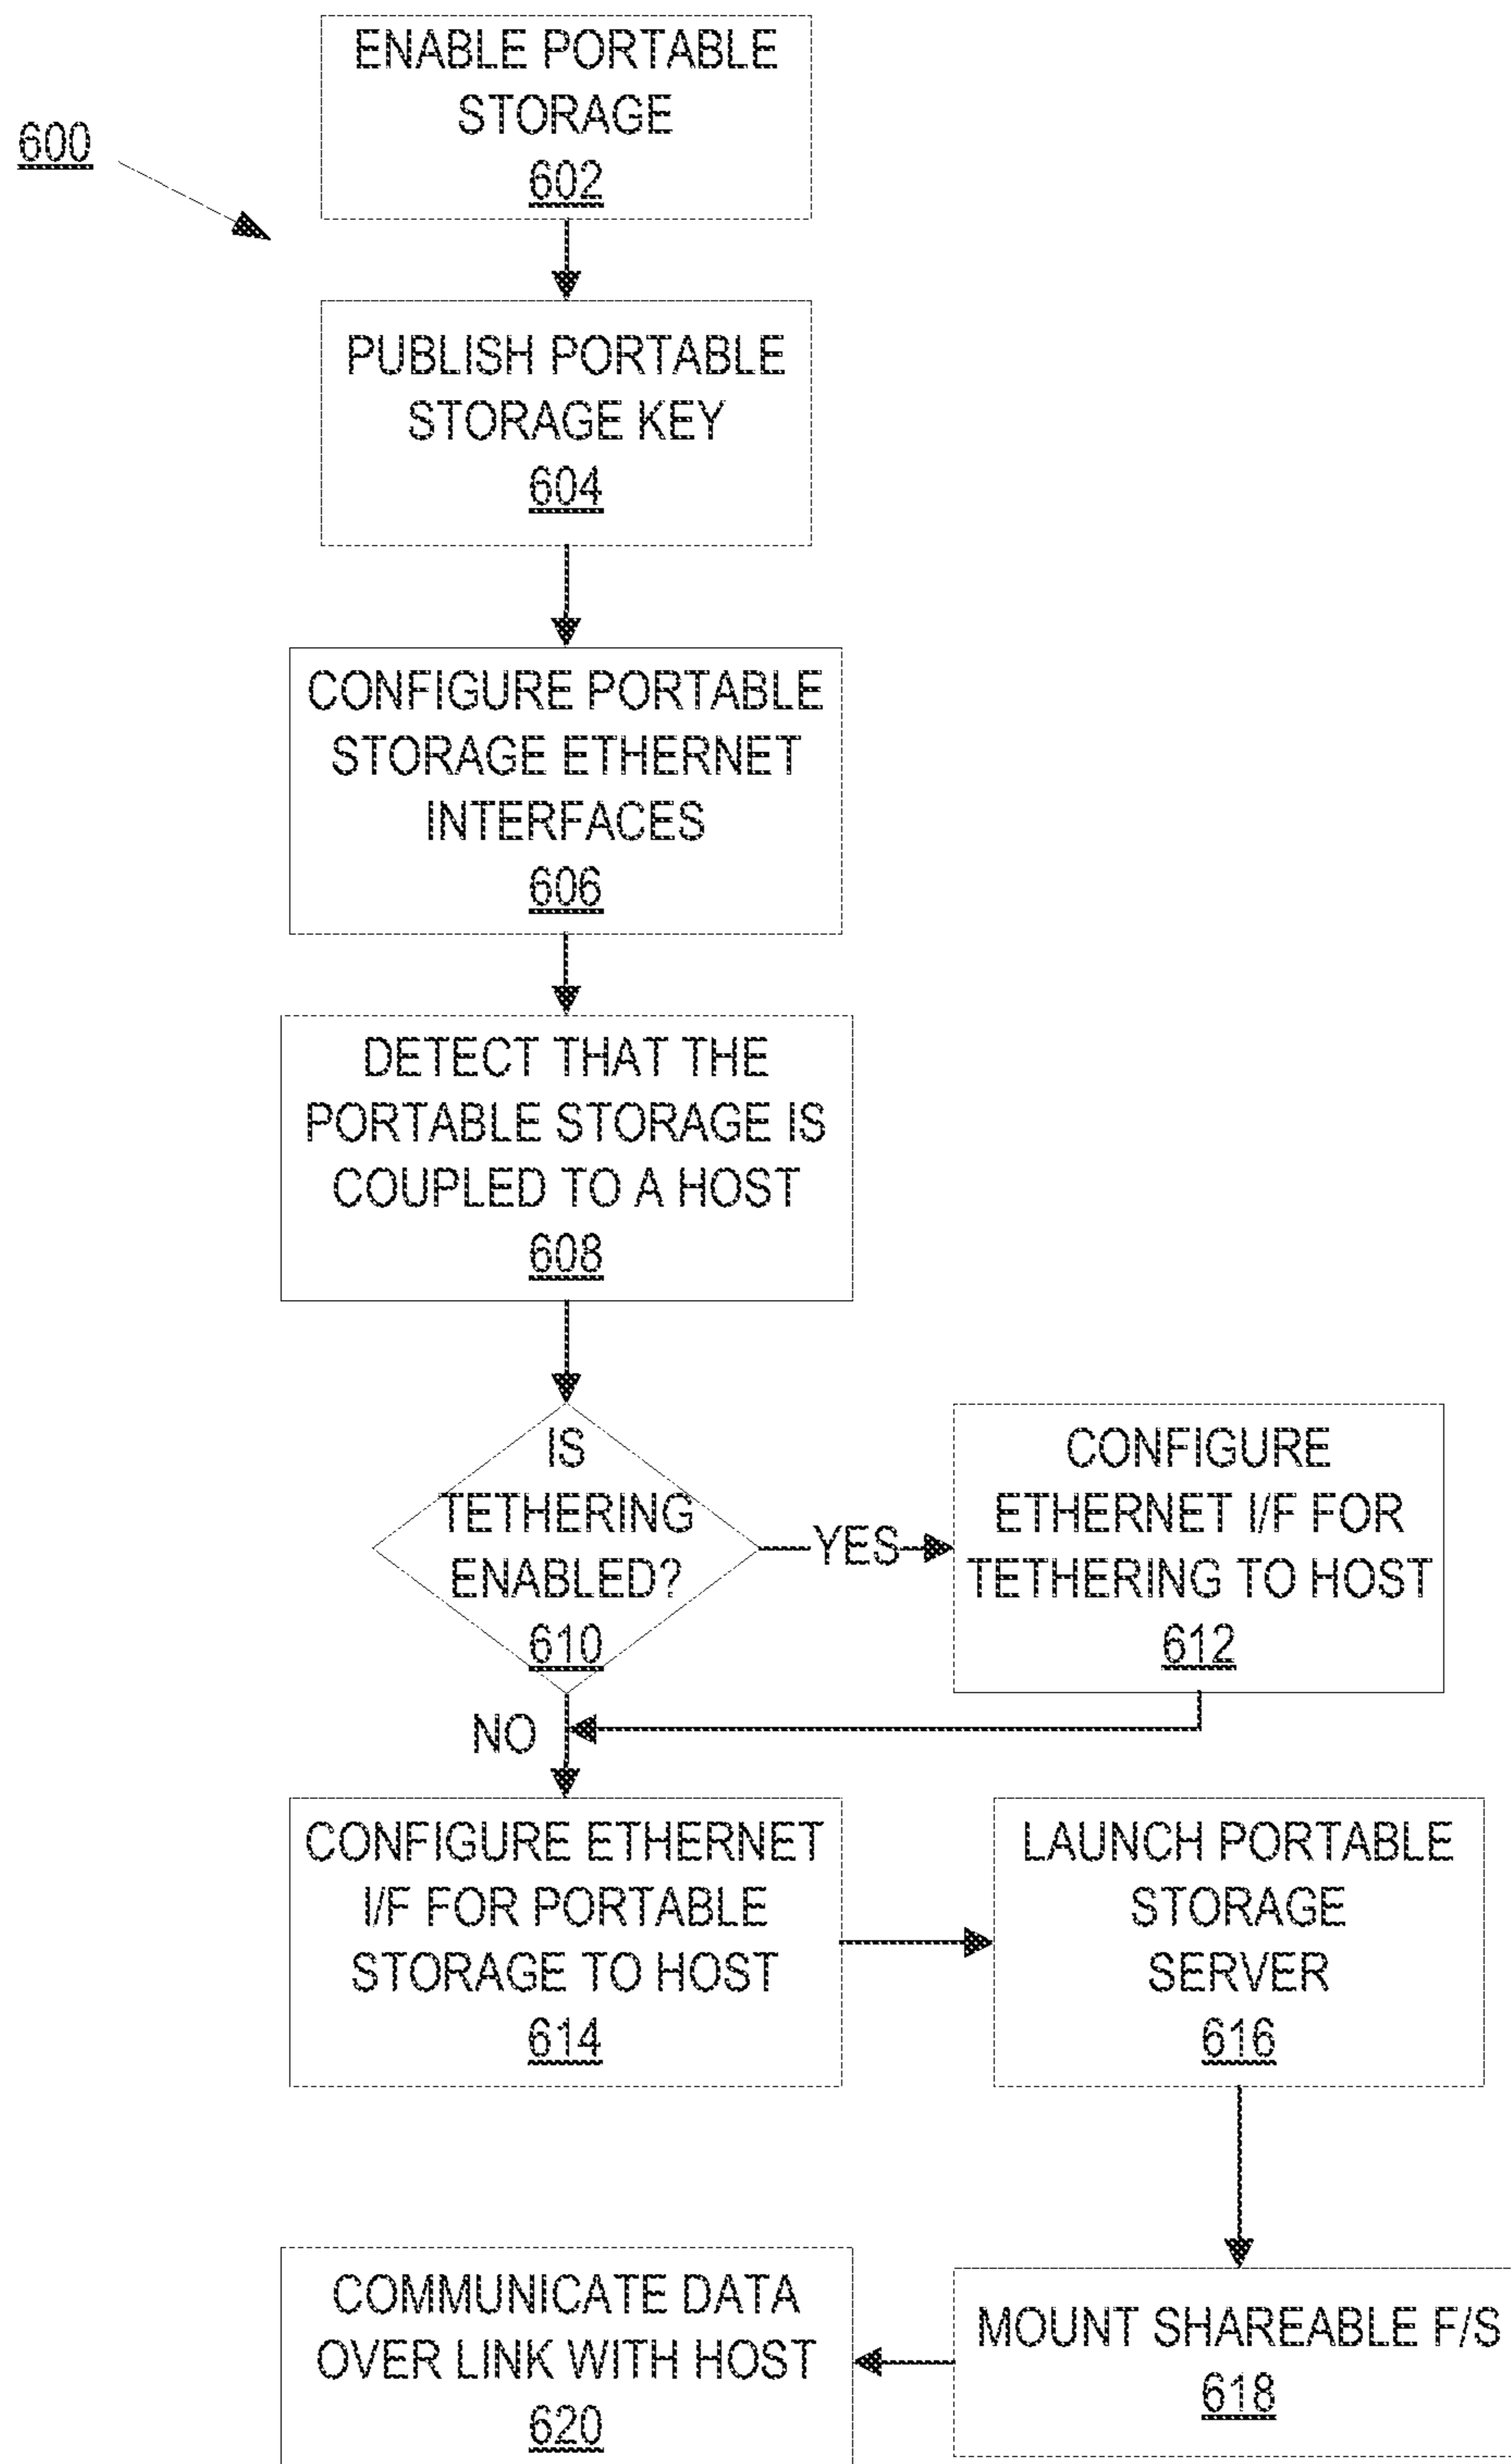 600
ENABLE PORTABLE
STORAGE
602
PUBLISH PORTABLE
STORAGE KEY
604
CONFIGURE PORTABLE
STORAGE ETHERNET
INTERFACES
606
DETECT THAT THE
PORTABLE STORAGE IS
COUPLED TO A HOST
608
IS
TETHERING
ENABLED?
610
YES
CONFIGURE
ETHERNET I/F FOR
TETHERING TO HOST
612
NO
CONFIGURE ETHERNET
I/F FOR PORTABLE
STORAGE TO HOST
614
LAUNCH PORTABLE
STORAGE
SERVER
616
MOUNT SHAREABLE F/S
618
COMMUNICATE DATA
OVER LINK WITH HOST
620